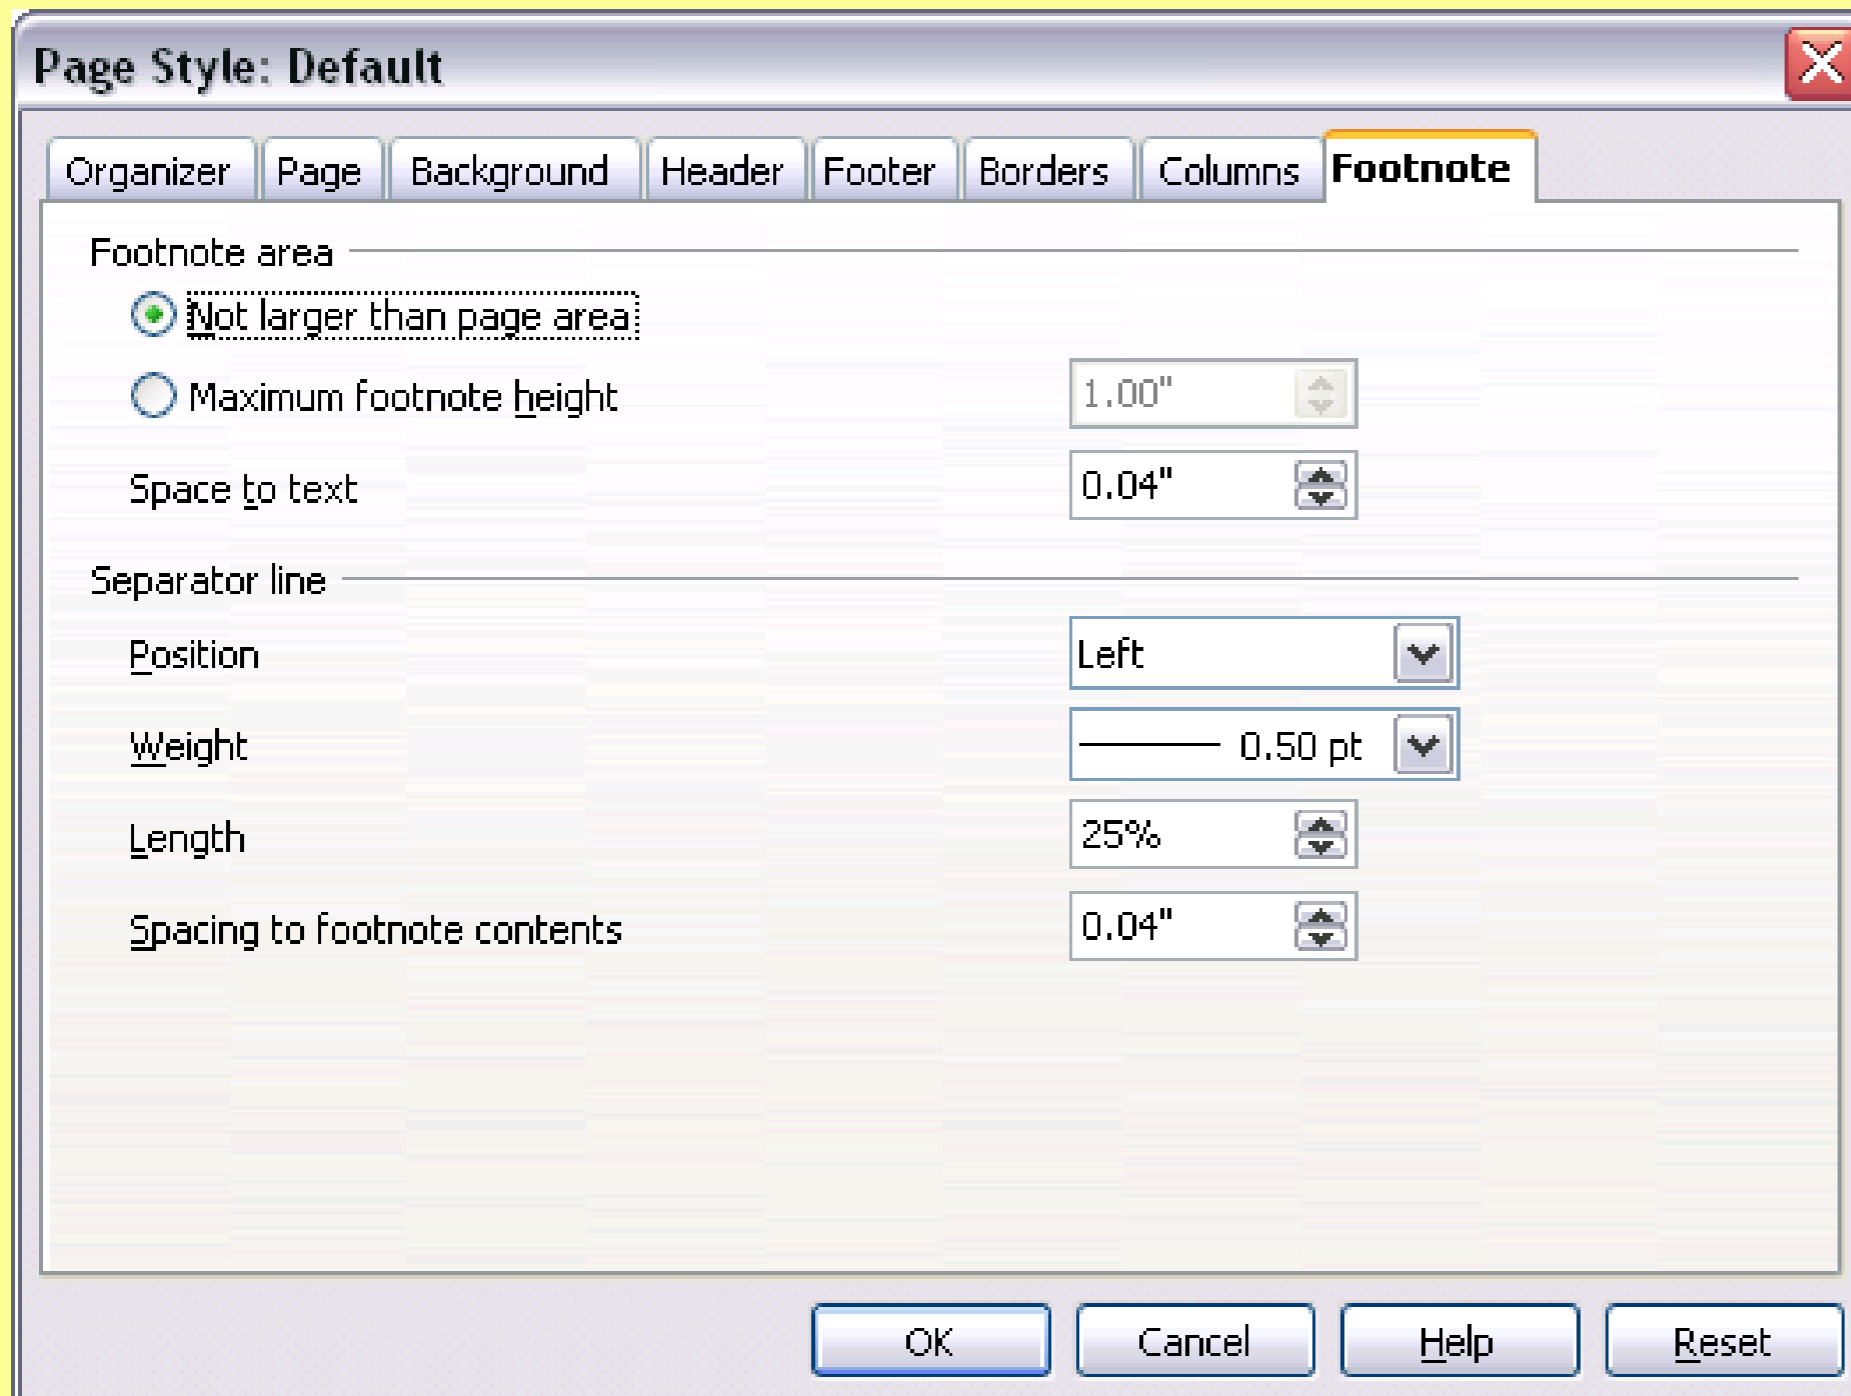 Page Style: Default
Organizer Page Background Header Footer Borders Columns Footnote
Footnote area
Not larger than page area
Maximum footnote height 1.00"
Space to text 0.04"
Separator line
Position Left
Weight 0.50 pt
Length 25%
Spacing to footnote contents 0.04"
OK Cancel Help Reset